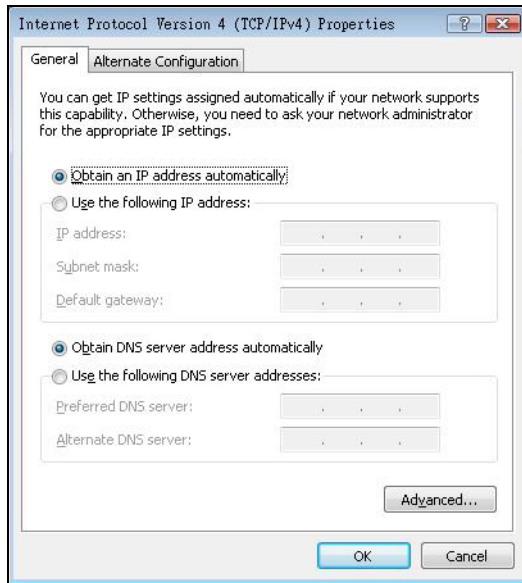 Internet Protocol Version 4 (TCP/IPv4) Properties
General
Alternate Configuration
You can get IP settings assigned automatically if your network supports
this capability. Otherwise, you need to ask your network administrator
for the appropriate IP settings.
Obtain an IP address automatically
Use the following IP address:
IP address:
Subnet mask:
Default gateway:
Obtain DNS server address automatically
Use the following DNS server addresses:
Preferred DNS server:
Alternate DNS server:
Advanced...
OK
Cancel